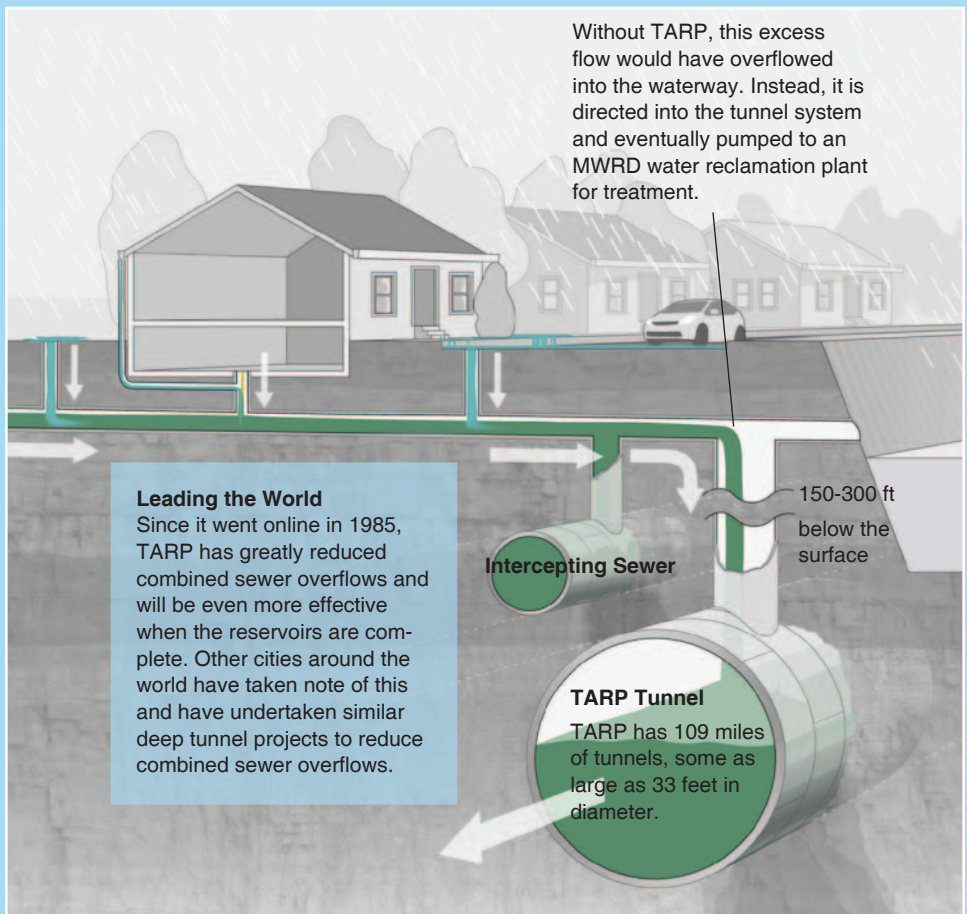 Without TARP, this excess
flow would have overflowed
into the waterway. Instead, it is
directed into the tunnel system
and eventually pumped to an
MWRD water reclamation plant
for treatment.
150-300 ft
below the
surface
Leading the World
Since it went online in 1985,
TARP has greatly reduced
combined sewer overflows and
will be even more effective
when the reservoirs are com-
plete. Other cities around the
world have taken note of this
and have undertaken similar
deep tunnel projects to reduce
combined sewer overflows.
Intercepting Sewer
TARP Tunnel
TARP has 109 miles
of tunnels, some as
large as 33 feet in
diameter.